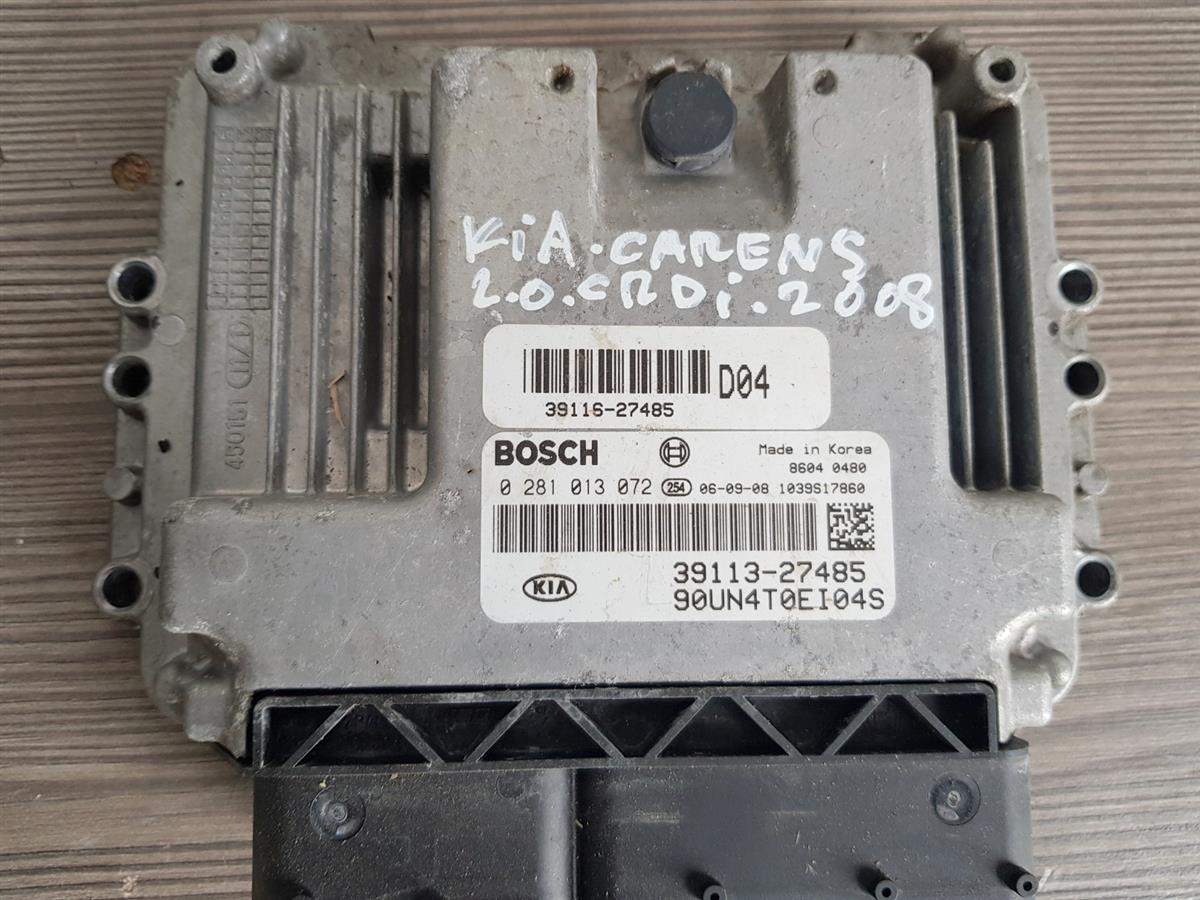 KiA.CARENS
2.0.CRDi.2008
D04
39116-27485
BOSCH
Made in Korea
8604 0480
0 281 013 072 254 06-09-08 1039S17860
39113-27485
KIA
90UN4T0EI04S
450151 H/D